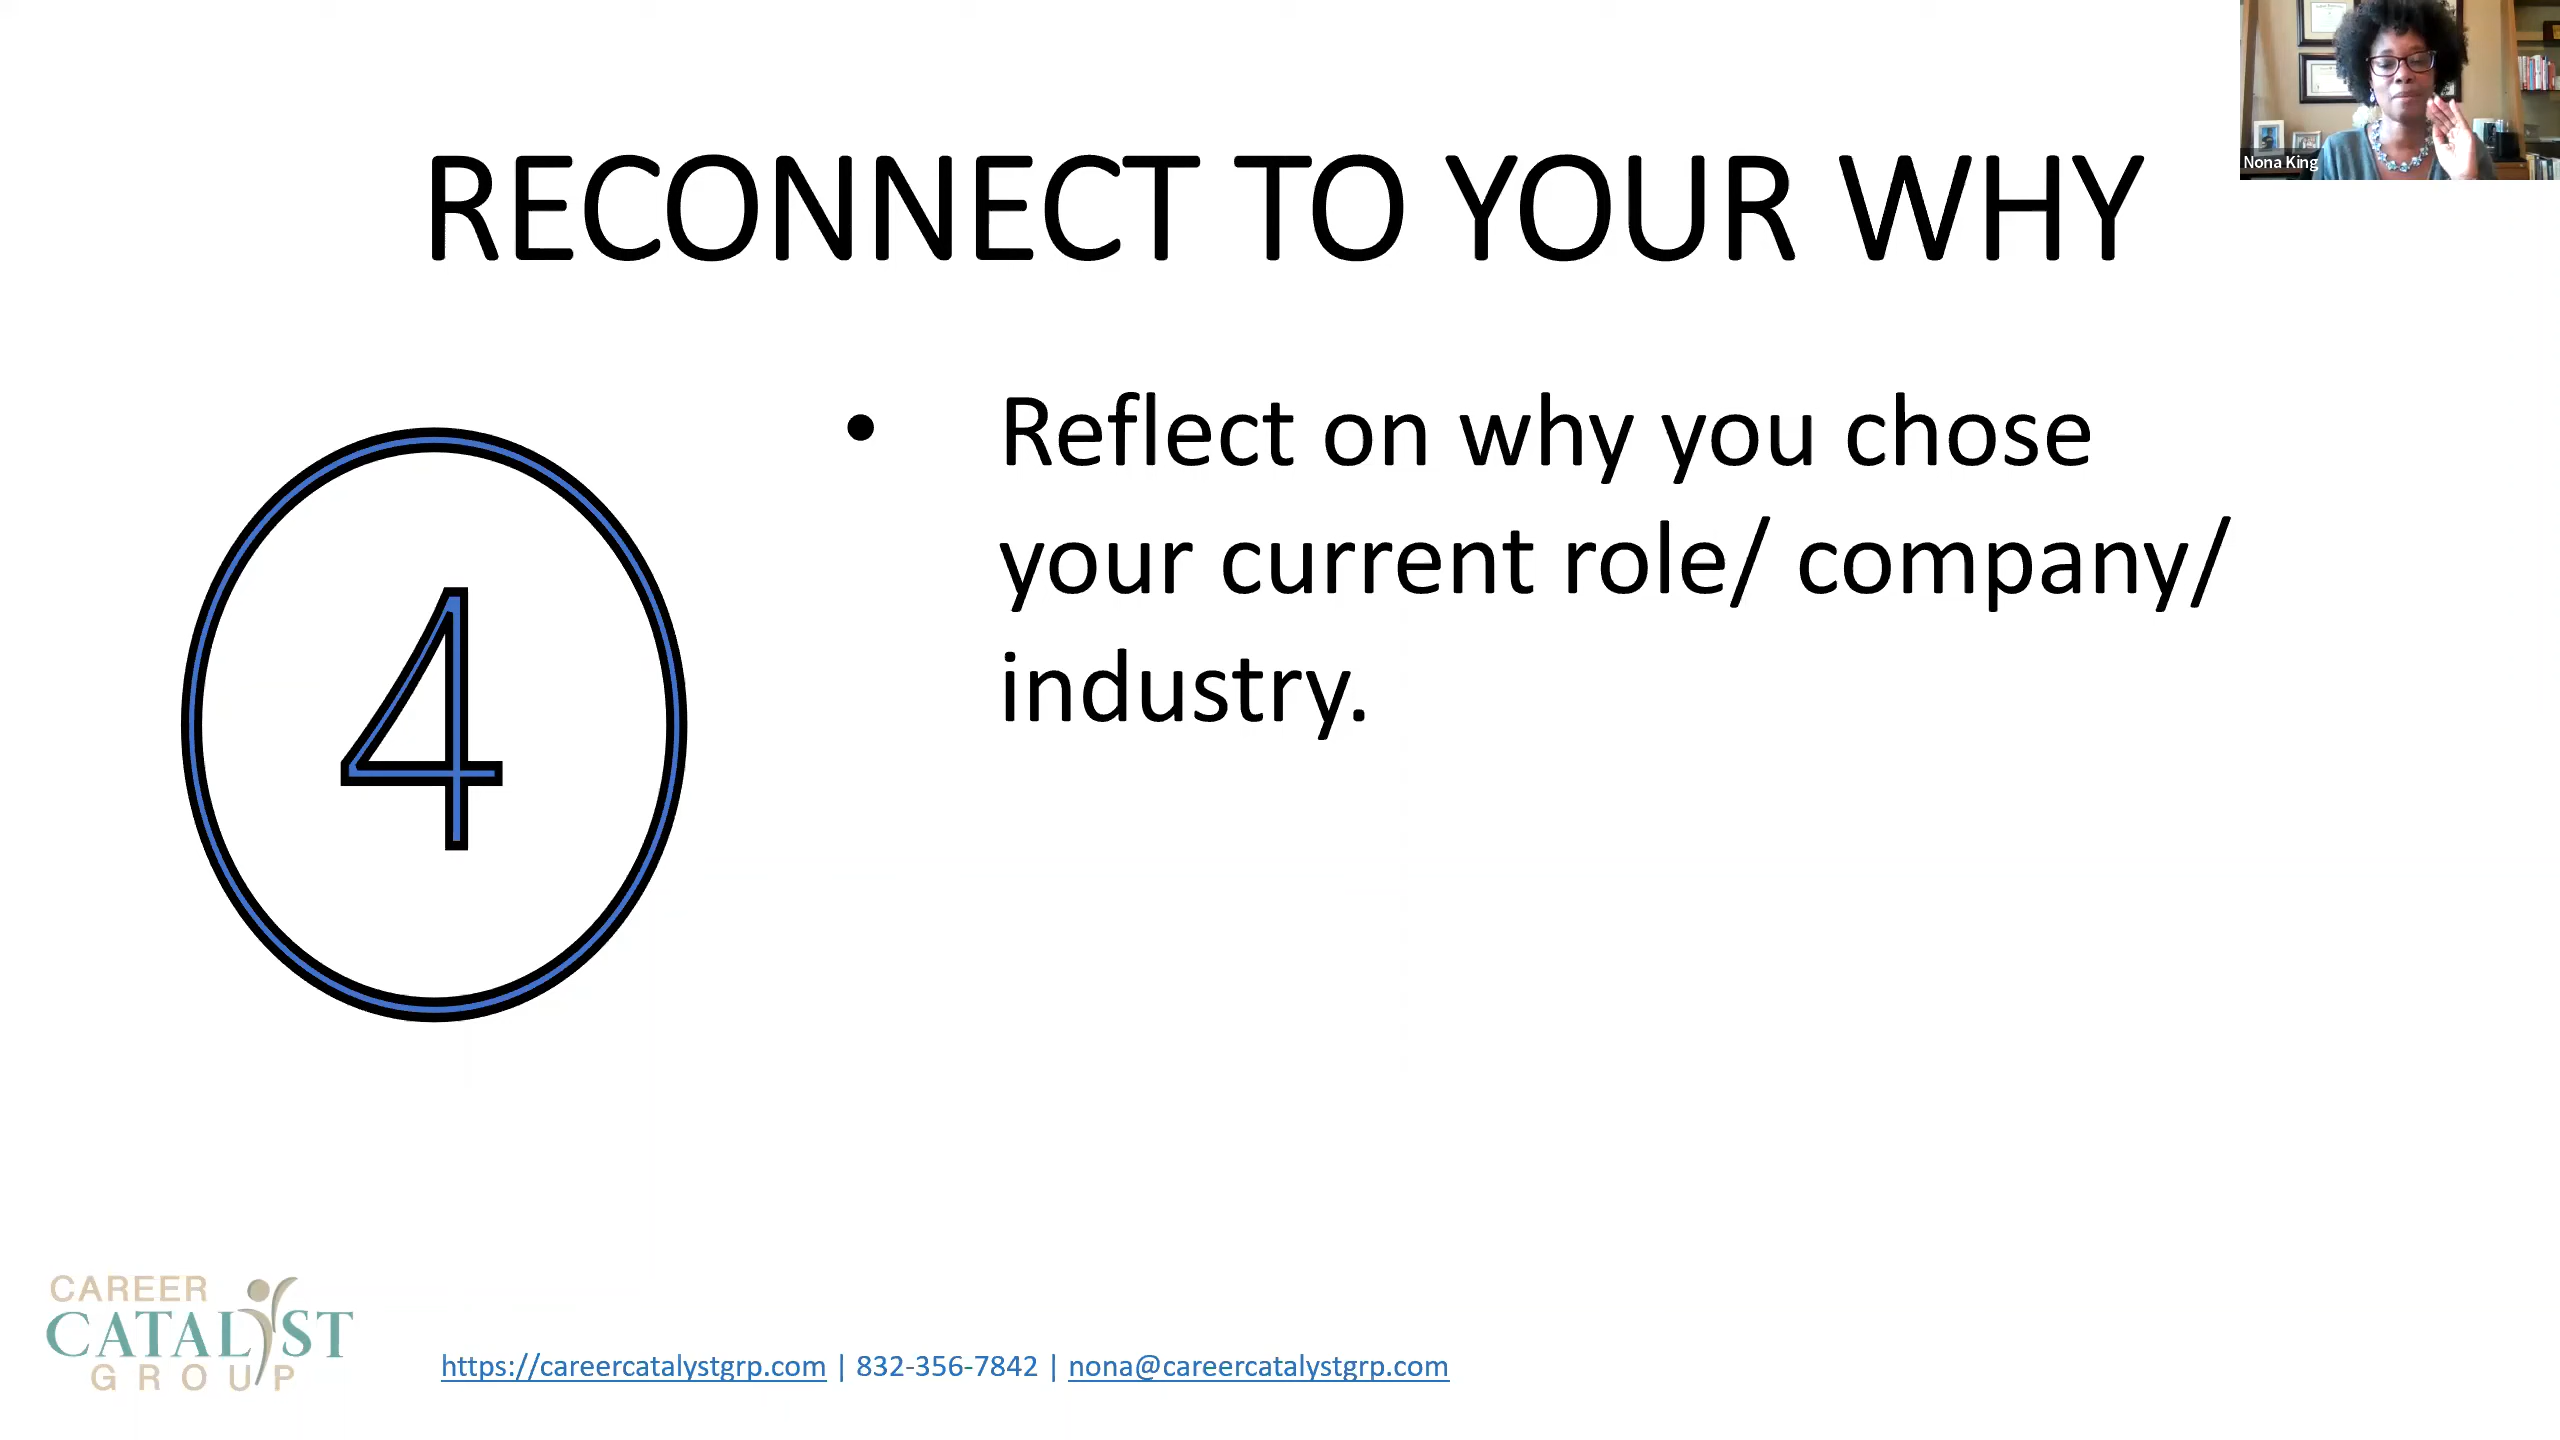 RECONNECT TO YOUR WHY
Nona King
4
• Reflect on why you chose
your current role/ company/
industry.
CAREER
CATALYST
GROUP
https://careercatalystgrp.com | 832-356-7842 | nona@careercatalystgrp.com